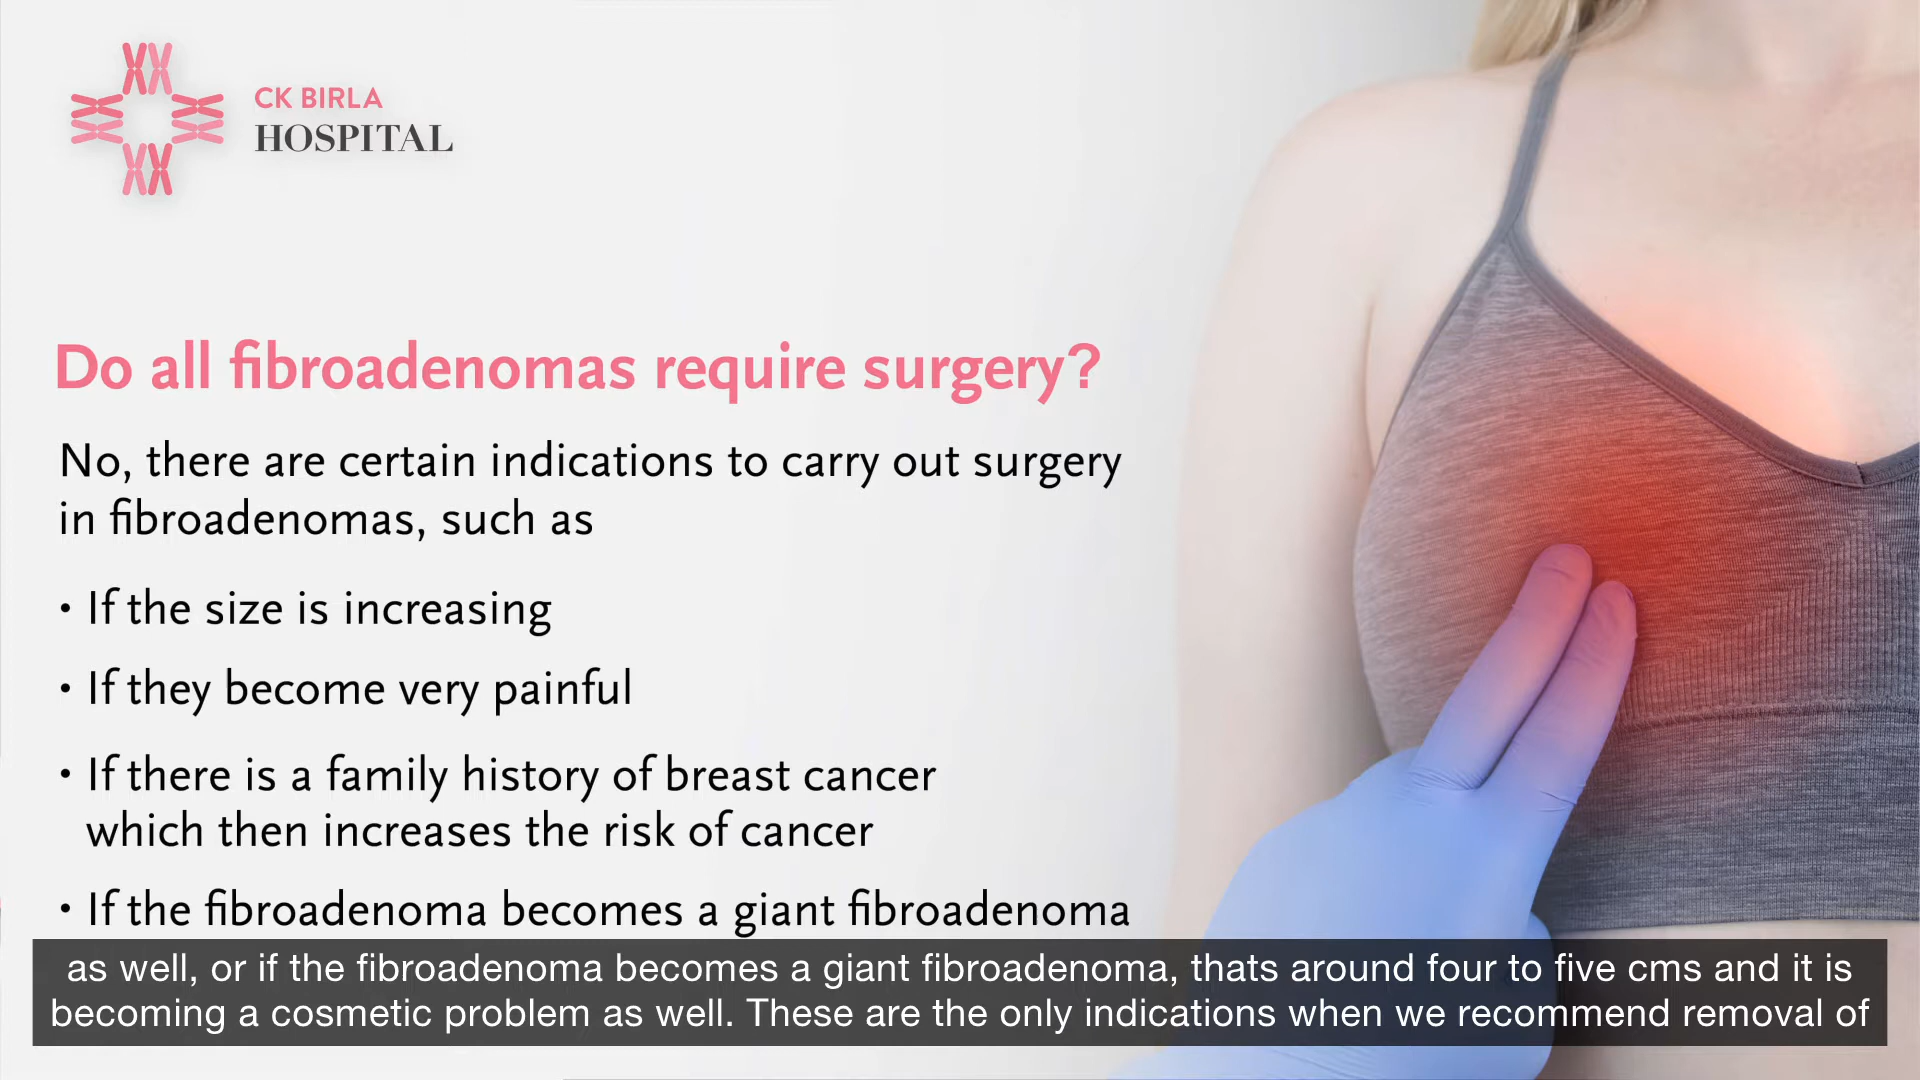 CK BIRLA
HOSPITAL
Do all fibroadenomas require surgery?
No, there are certain indications to carry out surgery
in fibroadenomas, such as
• If the size is increasing
• If they become very painful
• If there is a family history of breast cancer
which then increases the risk of cancer
• If the fibroadenoma becomes a giant fibroadenoma
as well, or if the fibroadenoma becomes a giant fibroadenoma, thats around four to five cms and it is
becoming a cosmetic problem as well. These are the only indications when we recommend removal of